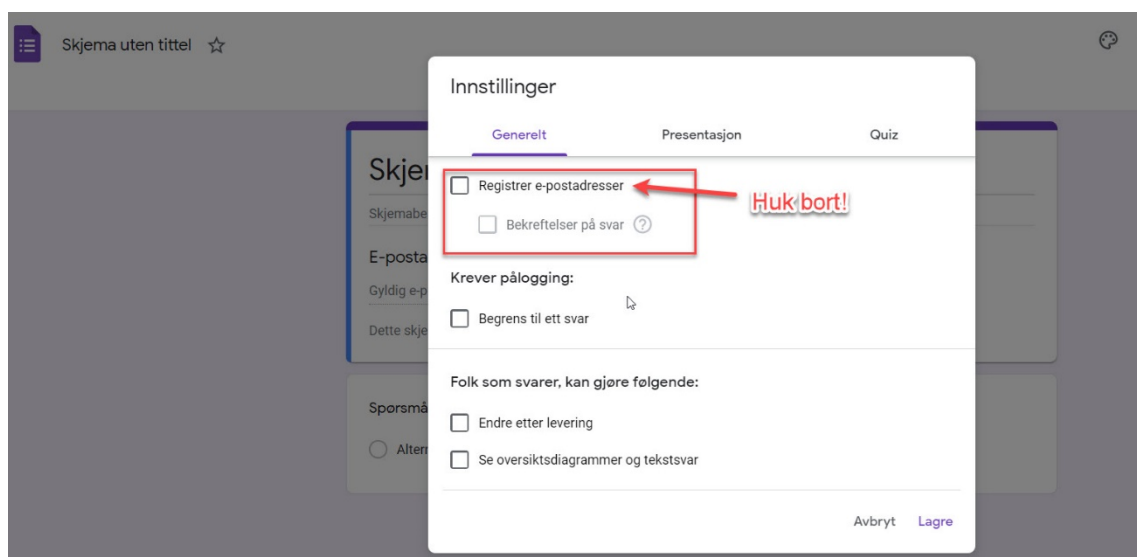 Skjema uten tittel
Innstillinger
Generelt Presentasjon Quiz
Skje
Registrer e-postadresser
Huk bort!
Skjemabe
Bekreftelser på svar ?
E-posta
Krever pålogging:
Gyldig e-p
Begrens til ett svar
Dette skje
Folk som svarer, kan gjøre følgende:
Spørsmå
Endre etter levering
Altern
Se oversiktsdiagrammer og tekstsvar
Avbryt Lagre